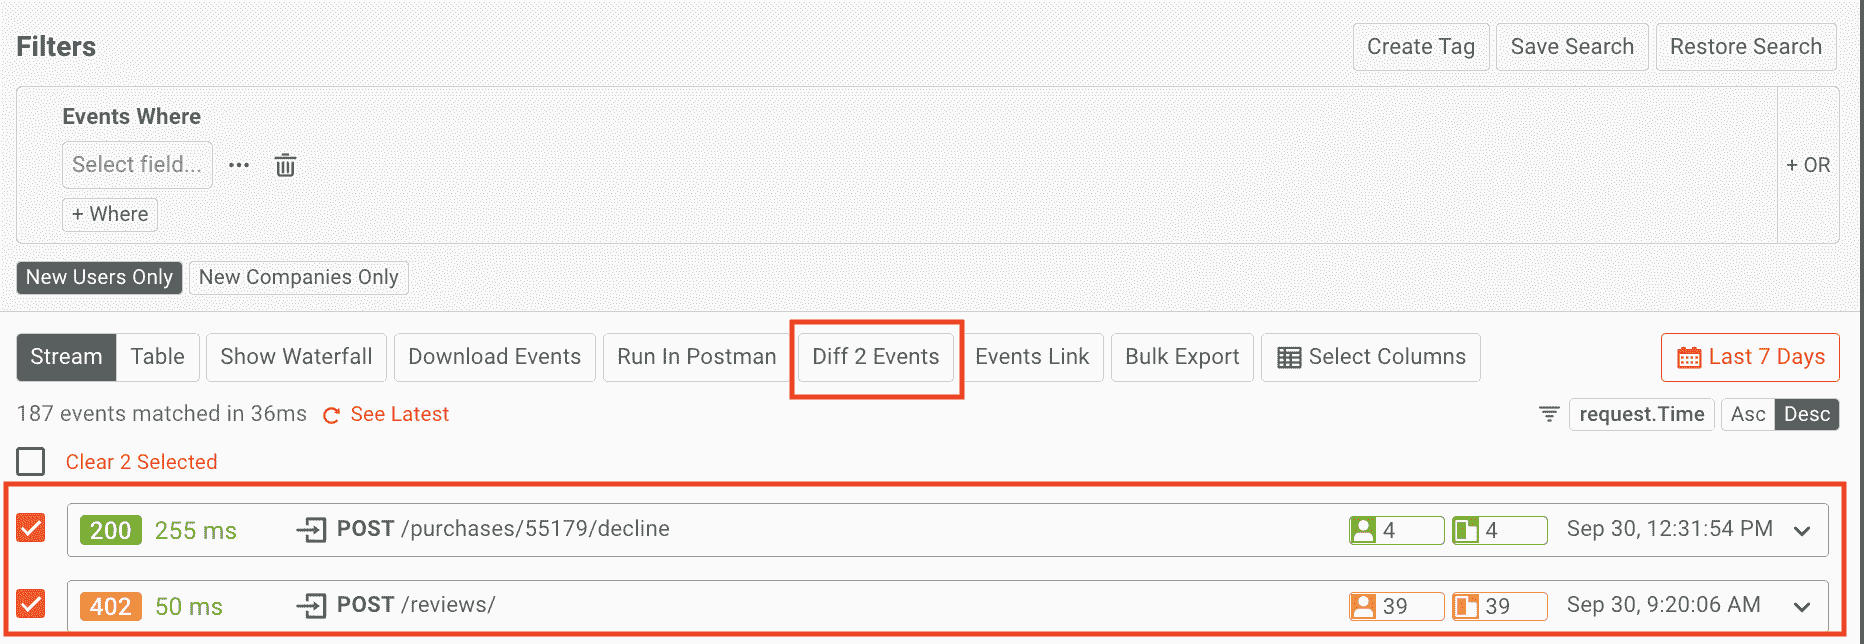 Filters
Create Tag Save Search Restore Search
Events Where
Select field... ...
+ OR
+ Where
New Users Only New Companies Only
Stream Table Show Waterfall Download Events Run In Postman Diff 2 Events Events Link Bulk Export Select Columns Last 7 Days
187 events matched in 36ms See Latest request.Time Asc Desc
Clear 2 Selected
200 255 ms POST /purchases/55179/decline 4 4 Sep 30, 12:31:54 PM
402 50 ms POST /reviews/ 39 39 Sep 30, 9:20:06 AM